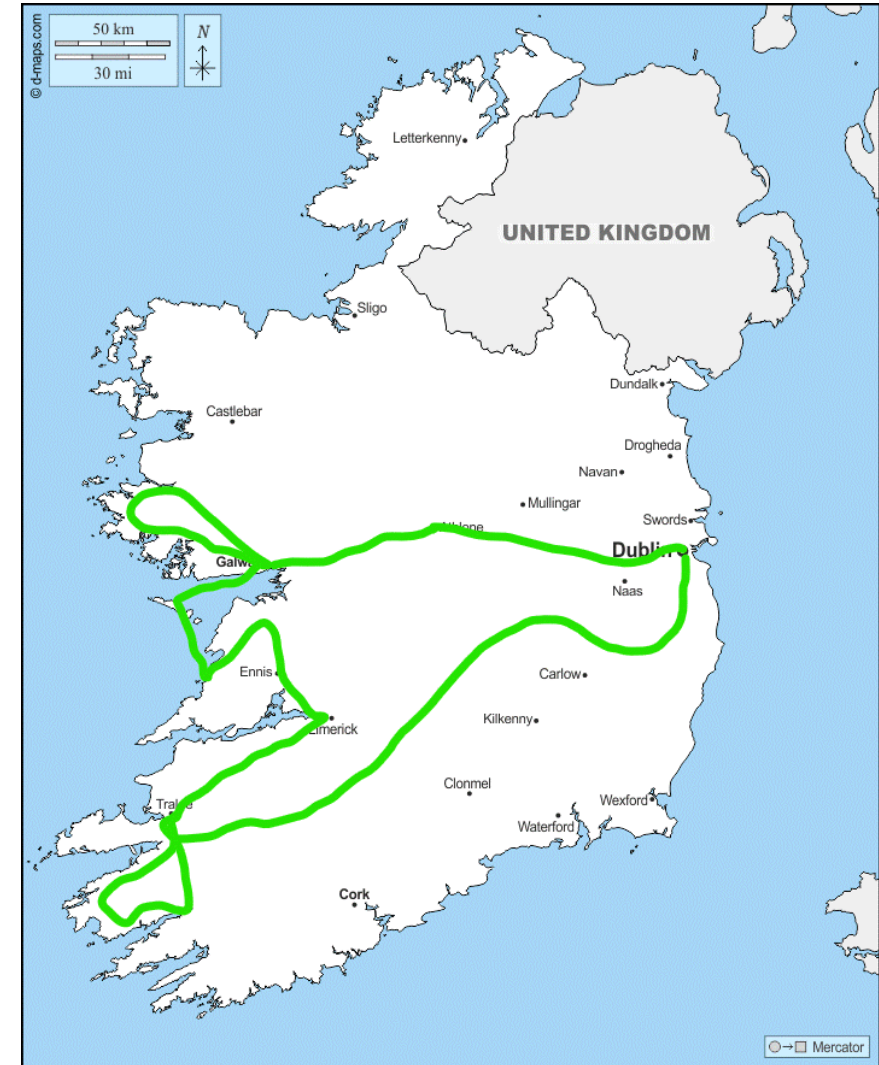 © d-maps.com
50 km
30 mi
N
Letterkenny
UNITED KINGDOM
Sligo
Dundalk
Castlebar
Drogheda
Navan
Mullingar
Swords
Dublin
Naas
Ennis
Carlow
Kilkenny
Clonmel
Wexford
Waterford
Cork
Mercator